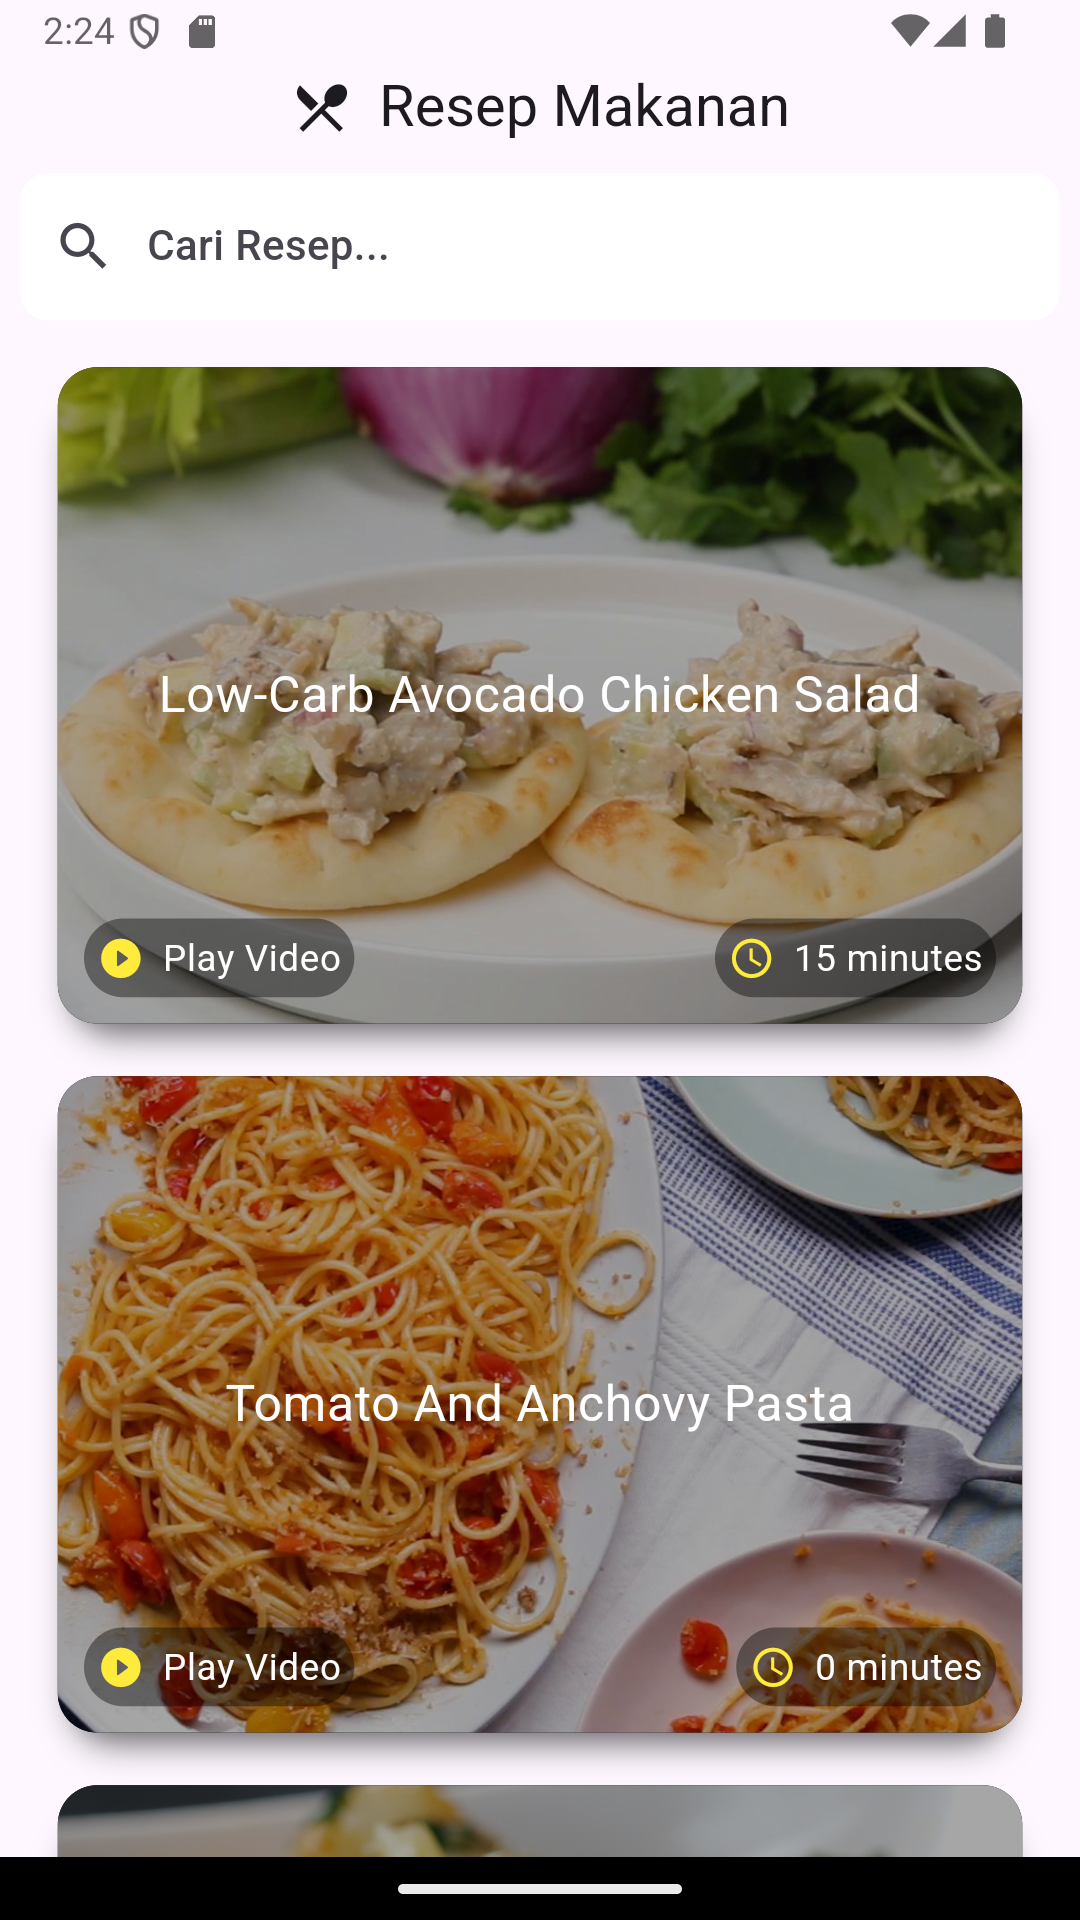 2:24
Resep Makanan
Cari Resep...
Low-Carb Avocado Chicken Salad
Play Video
15 minutes
Tomato And Anchovy Pasta
Play Video
0 minutes